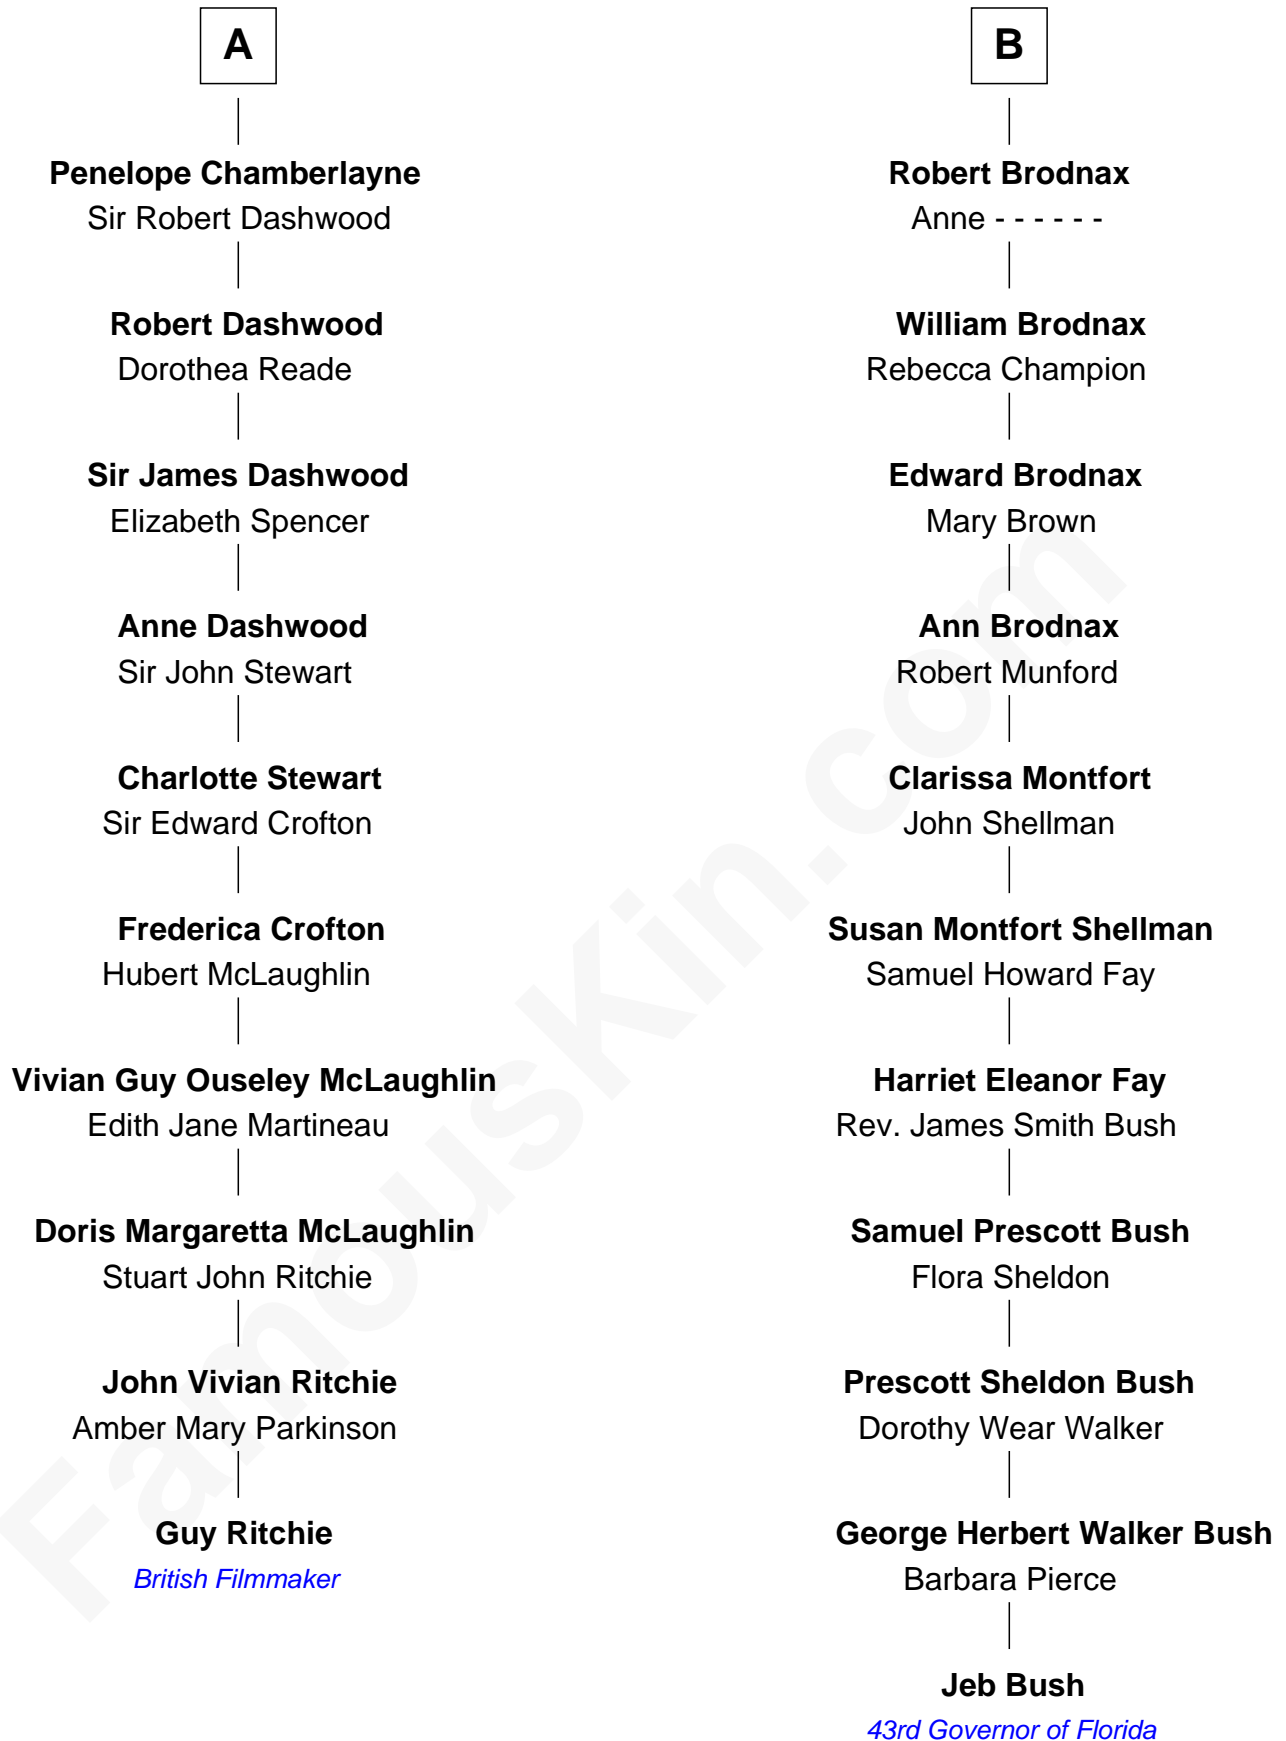 A
Penelope Chamberlayne
Sir Robert Dashwood
Robert Dashwood
Dorothea Reade
Sir James Dashwood
Elizabeth Spencer
Anne Dashwood
Sir John Stewart
Charlotte Stewart
Sir Edward Crofton
Frederica Crofton
Hubert McLaughlin
Vivian Guy Ouseley McLaughlin
Edith Jane Martineau
Doris Margaretta McLaughlin
Stuart John Ritchie
John Vivian Ritchie
Amber Mary Parkinson
Guy Ritchie
British Filmmaker
B
Robert Brodnax
Anne - - - - - -
William Brodnax
Rebecca Champion
Edward Brodnax
Mary Brown
Ann Brodnax
Robert Munford
Clarissa Montfort
John Shellman
Susan Montfort Shellman
Samuel Howard Fay
Harriet Eleanor Fay
Rev. James Smith Bush
Samuel Prescott Bush
Flora Sheldon
Prescott Sheldon Bush
Dorothy Wear Walker
George Herbert Walker Bush
Barbara Pierce
Jeb Bush
43rd Governor of Florida
FamousKin.com